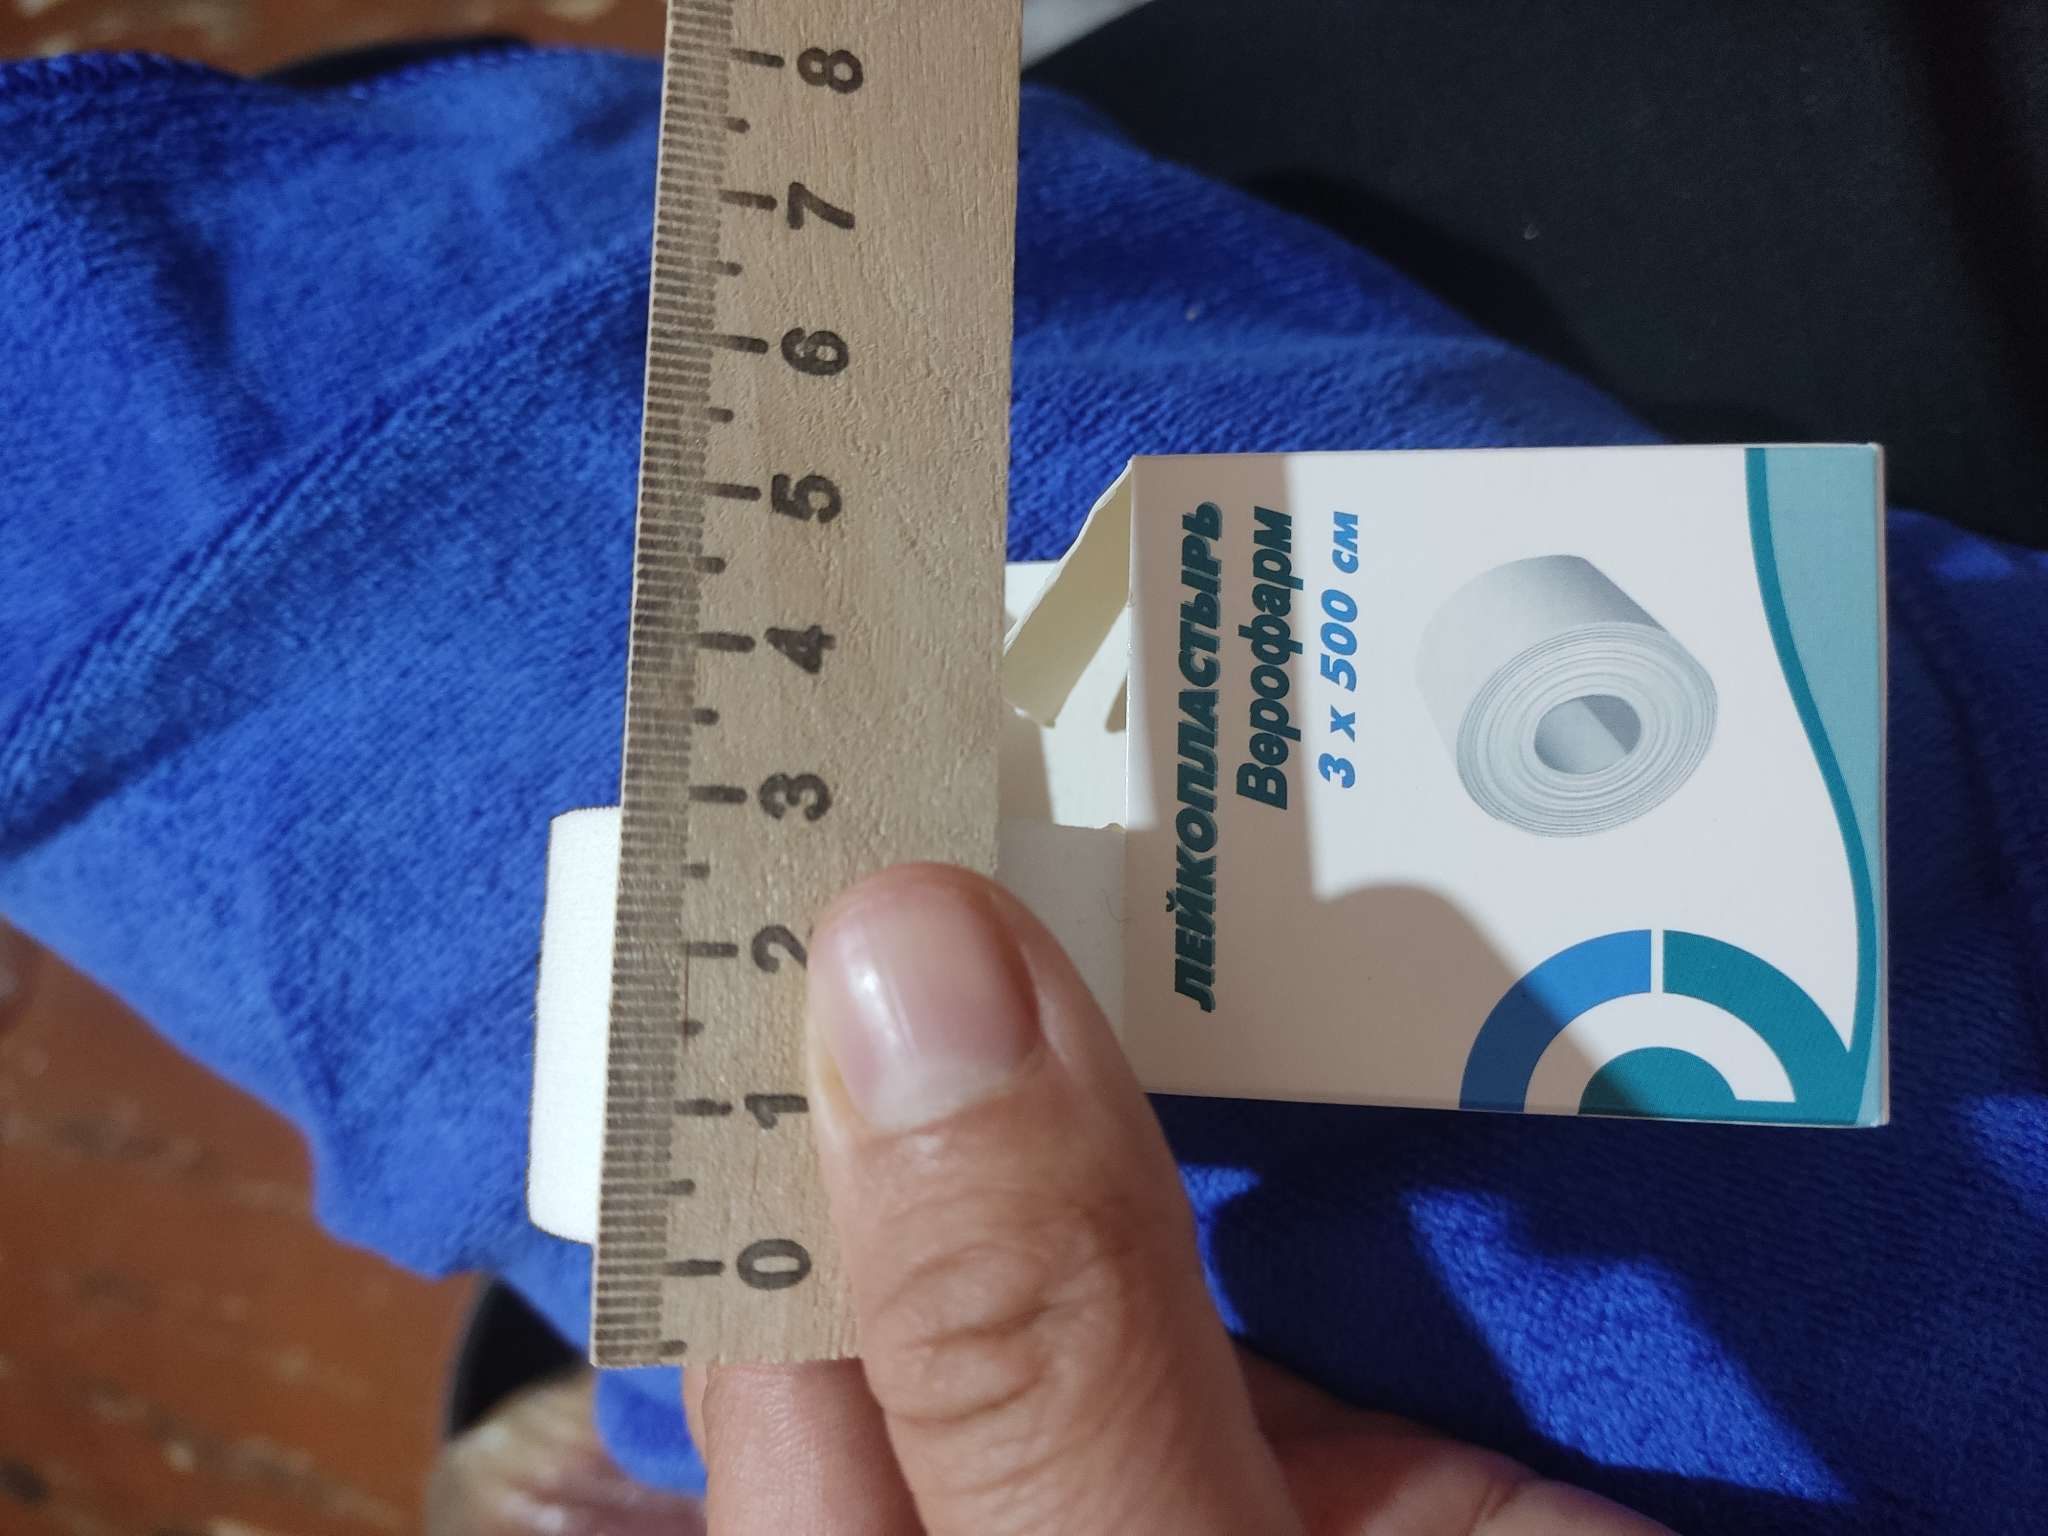 0 1 2 3 4 5 6 7 8
ЛЕЙКОПЛАСТЫРЬ
Верофарм
3 x 500 см